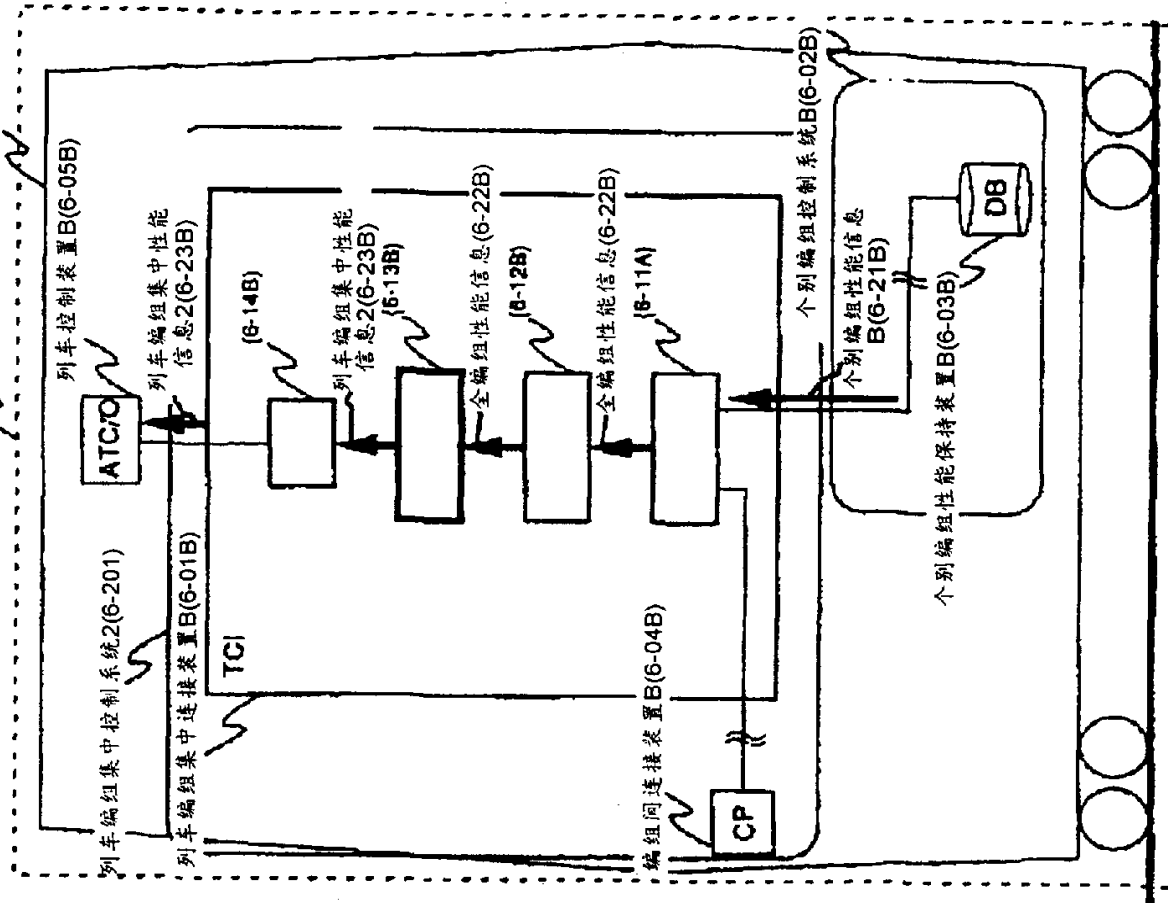 列车控制装置B(6-05B)
ATC/O
列车编组集中性能
信息2(6-23B)
列车编组集中控制系统2(6-201)
列车编组集中连接装置B(6-01B)
TCI
(6-14B)
列车编组集中性能
信息2(6-23B)
(6-13B)
全编组性能信息(6-22B)
(6-12B)
全编组性能信息(6-22B)
(6-11A)
编组间连接装置B(6-04B)
CP
个别编组控制系统B(6-02B)
个别编组性能信息
B(6-21B)
个别编组性能保持装置B(6-03B)
DB